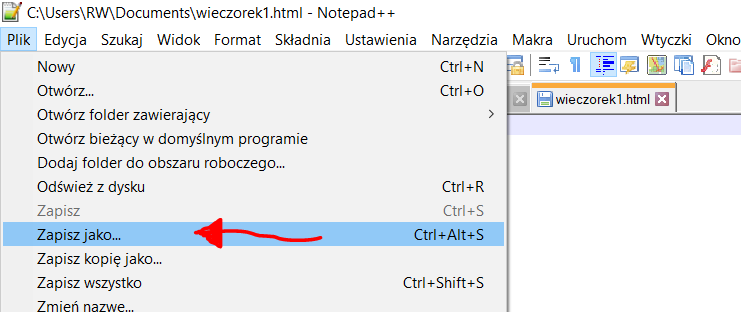 C:\Users\RW\Documents\wieczorek1.html - Notepad++
Plik Edycja Szukaj Widok Format Składnia Ustawienia Narzędzia Makra Uruchom Wtyczki Okno
Nowy Ctrl+N
Otwórz... Ctrl+O
Otwórz folder zawierający
Otwórz bieżący w domyślnym programie
Dodaj folder do obszaru roboczego...
Odśwież z dysku Ctrl+R
Zapisz Ctrl+S
Zapisz jako... Ctrl+Alt+S
Zapisz kopię jako...
Zapisz wszystko Ctrl+Shift+S
Zmień nazwę...
wieczorek1.html